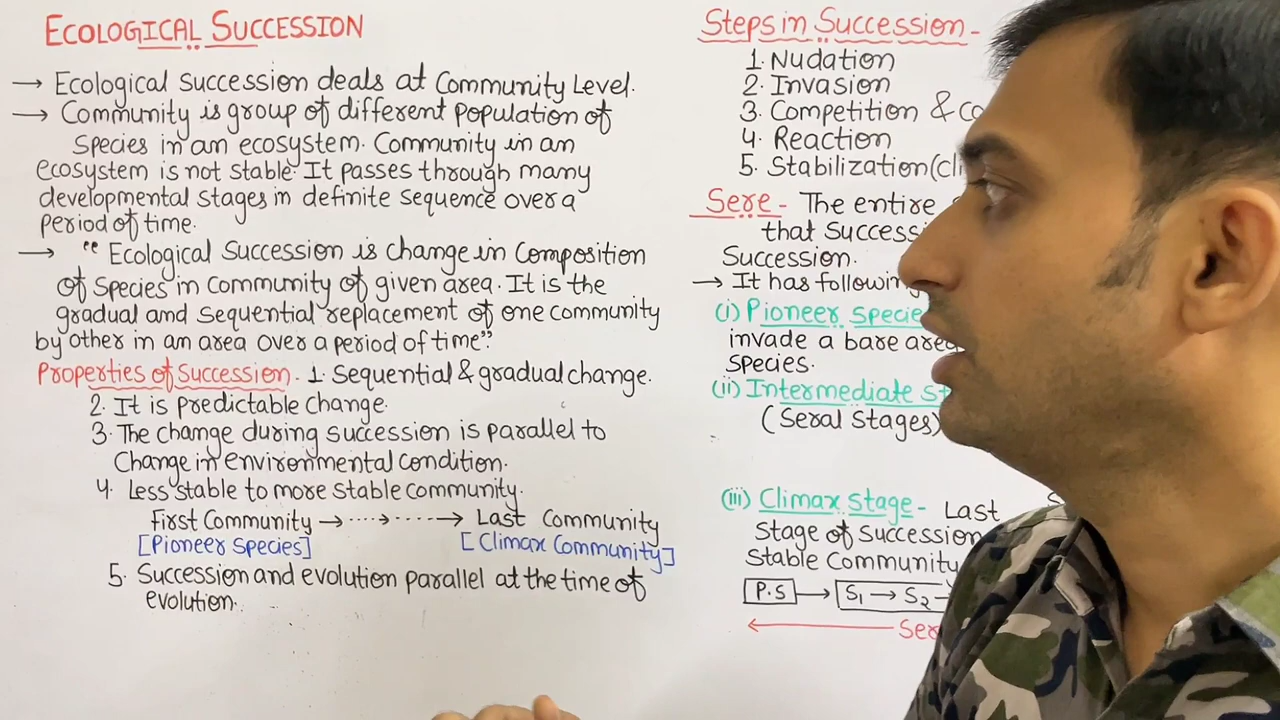 ECOLOGICAL SUCCESSION
→ Ecological Succession deals at Community Level.
→ Community is group of different Population of
Species in an ecosystem. Community in an
ecosystem is not stable. It passes through many
developmental stages in definite sequence over a
period of time.
→ "Ecological Succession is change in Composition
of Species in Community of given area. It is the
gradual and sequential replacement of one community
by other in an area over a period of time".
Properties of Succession. 1. Sequential & gradual change.
2. It is predictable change.
3. The change during succession is parallel to
Change in environmental condition.
4. Less stable to more stable community.
First Community → ....> ....→ Last Community
[Pioneer Species] [Climax Community]
5. Succession and evolution parallel at the time of
evolution.
Steps in Succession -
1. Nudation
2. Invasion
3. Competition &
4. Reaction
5. Stabilization
Sere - The entire
that
Succession.
→ It has following
(i) Pioneer
invade a bare area
Species.
(ii) Intermediate
(Seral Stages)
(iii) Climax Stage - Last
Stage of Succession
Stable Community
P.S → S1 → S2